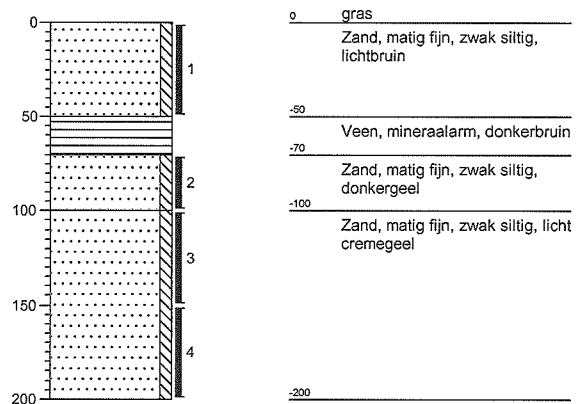 0
50
100
150
200
1
2
3
4
0 gras
Zand, matig fijn, zwak siltig,
lichtbruin
-50
Veen, mineraalarm, donkerbruin
-70
Zand, matig fijn, zwak siltig,
donkergeel
-100
Zand, matig fijn, zwak siltig, licht
cremegeel
-200